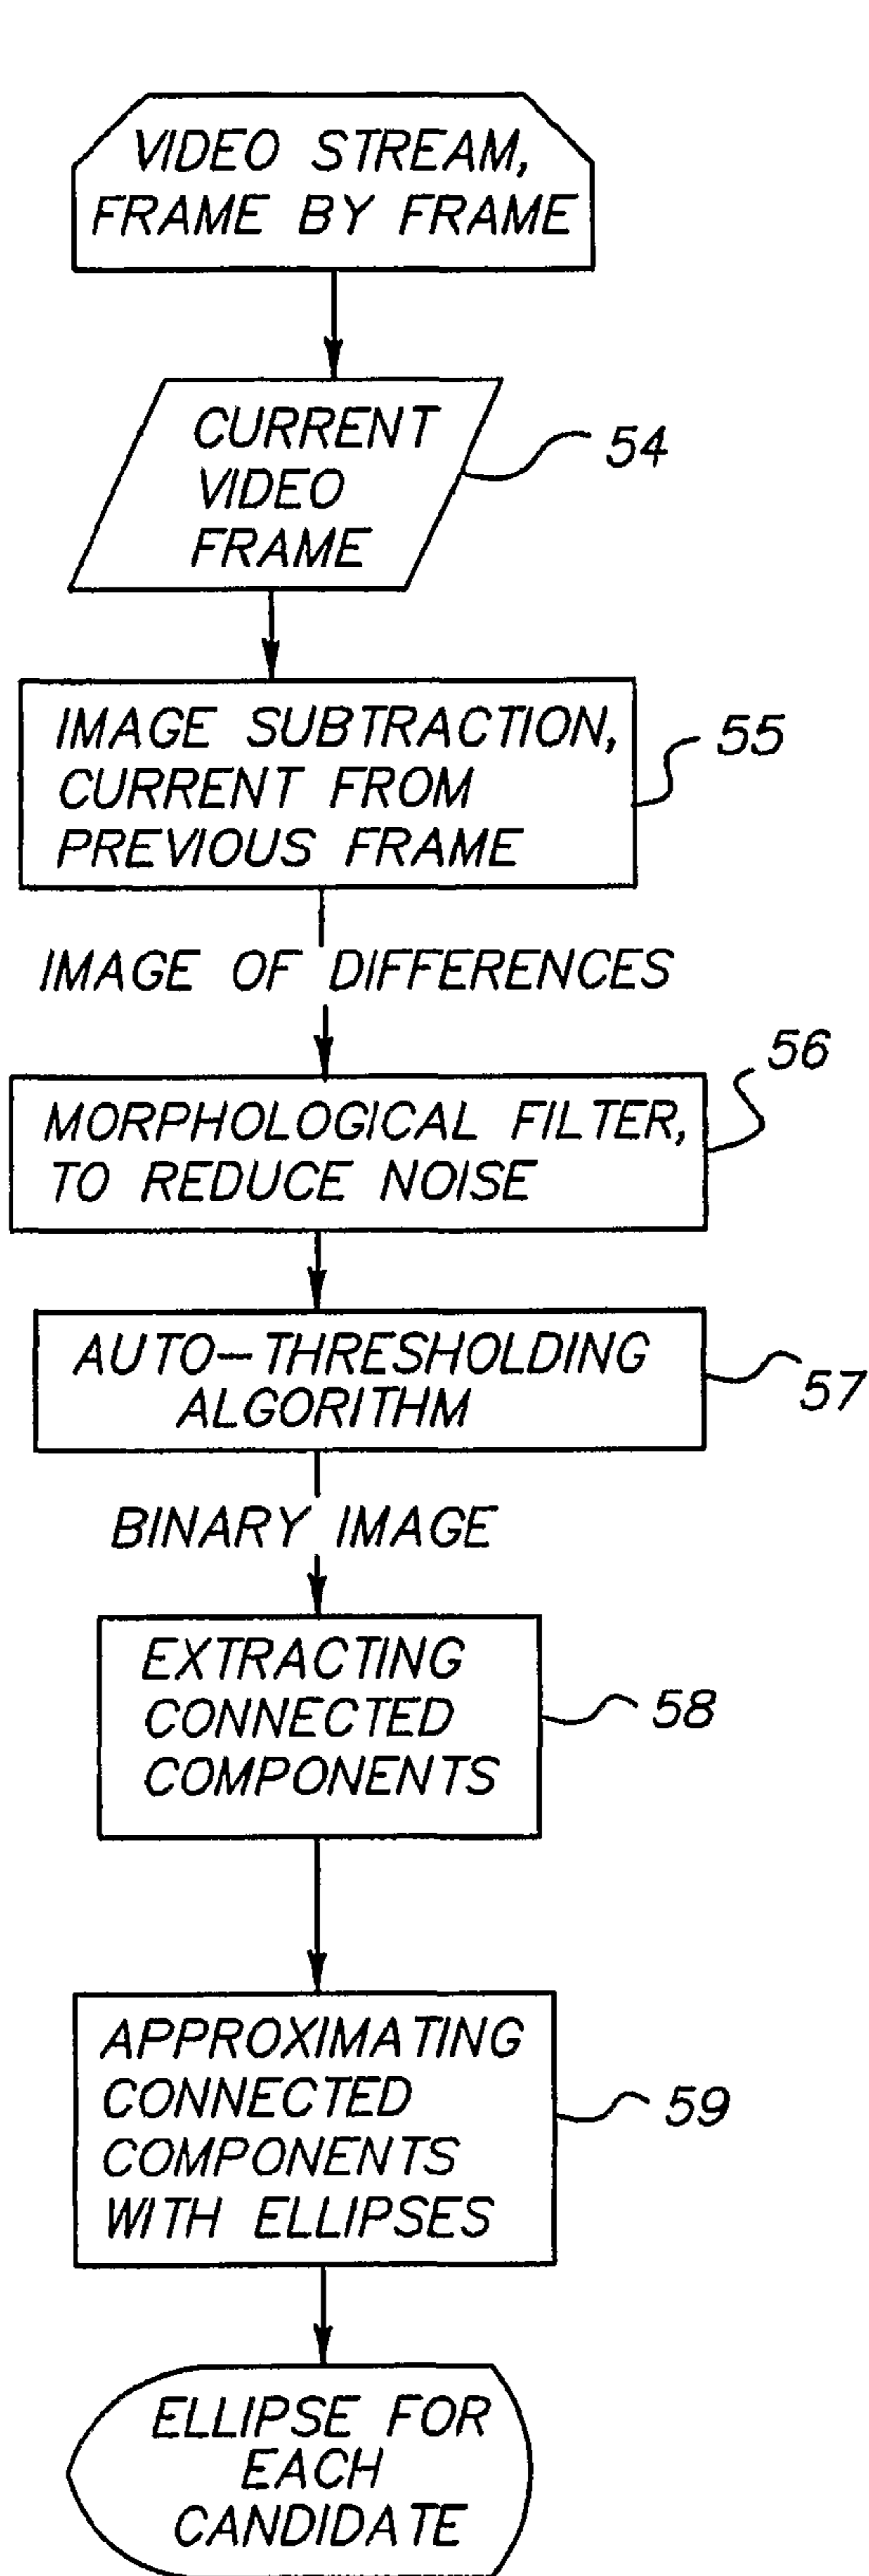 VIDEO STREAM,
FRAME BY FRAME
CURRENT
VIDEO
FRAME
54
IMAGE SUBTRACTION,
CURRENT FROM
PREVIOUS FRAME
55
IMAGE OF DIFFERENCES
56
MORPHOLOGICAL FILTER,
TO REDUCE NOISE
AUTO-THRESHOLDING
ALGORITHM
57
BINARY IMAGE
EXTRACTING
CONNECTED
COMPONENTS
58
APPROXIMATING
CONNECTED
COMPONENTS
WITH ELLIPSES
59
ELLIPSE FOR
EACH
CANDIDATE